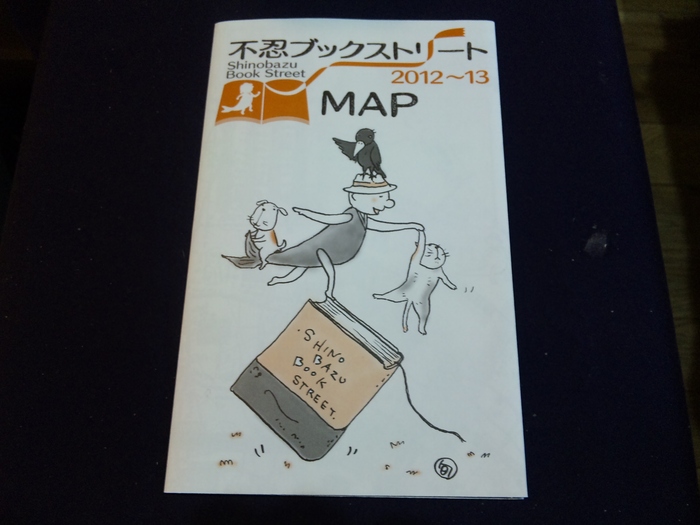 不忍ブックストリート
Shinobazu
Book Street
2012～13
MAP
SHINO
BAZU
BOOK
STREET.